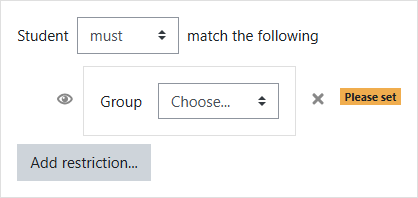 Student must match the following
Group Choose... Please set
Add restriction...